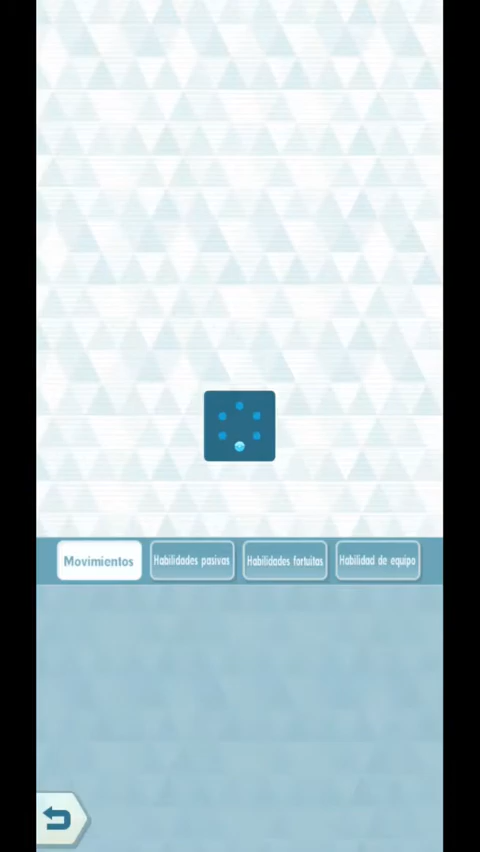 Movimientos
Habilidades pasivas
Habilidades fortuitas
Habilidad de equipo